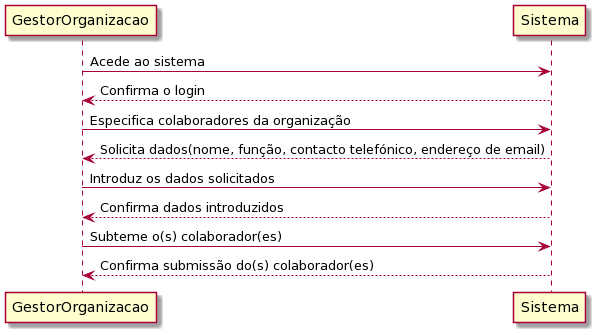 GestorOrganizacao
Sistema
Acede ao sistema
Confirma o login
Especifica colaboradores da organização
Solicita dados(nome, função, contacto telefónico, endereço de email)
Introduz os dados solicitados
Confirma dados introduzidos
Subteme o(s) colaborador(es)
Confirma submissão do(s) colaborador(es)
GestorOrganizacao
Sistema